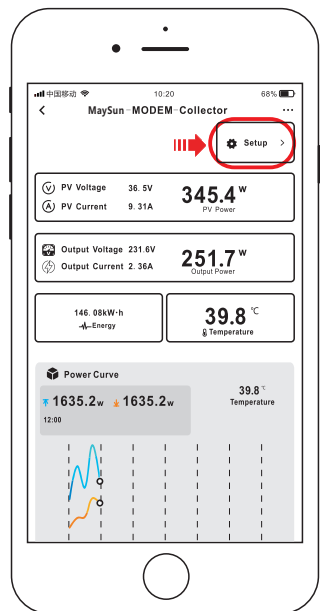 中国移动 10:20 68%
< MaySun-MODEM-Collector ...
Setup >
V PV Voltage 36. 5V
A PV Current 9. 31A
345.4 W
PV Power
Output Voltage 231.6V
Output Current 2. 36A
251.7 W
Output Power
146. 08kW·h
Energy
39.8 ℃
Temperature
Power Curve
1635.2w 1635.2w
12:00
39.8 ℃
Temperature